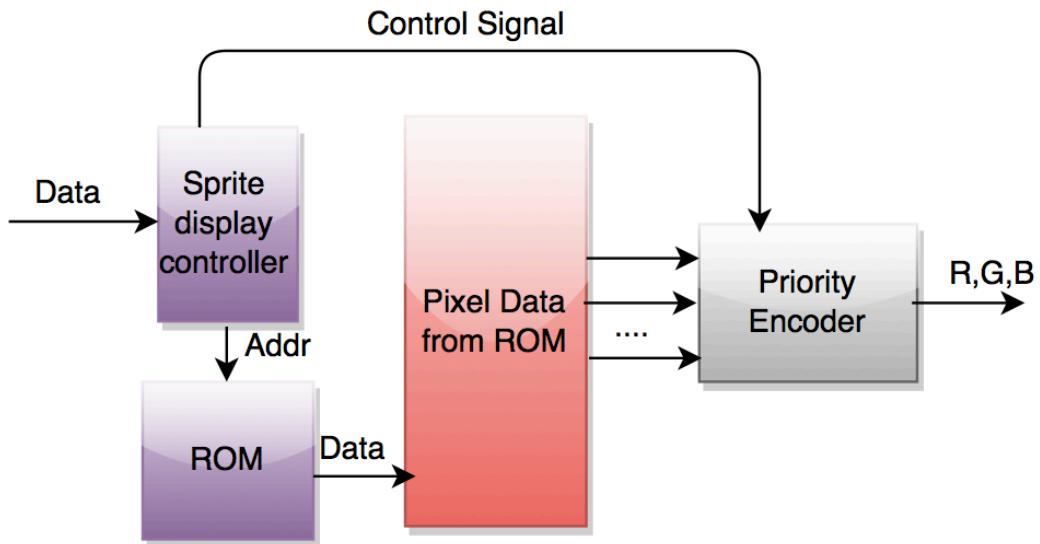 Control Signal
Data
Sprite
display
controller
Addr
ROM
Data
Pixel Data
from ROM
....
Priority
Encoder
R,G,B